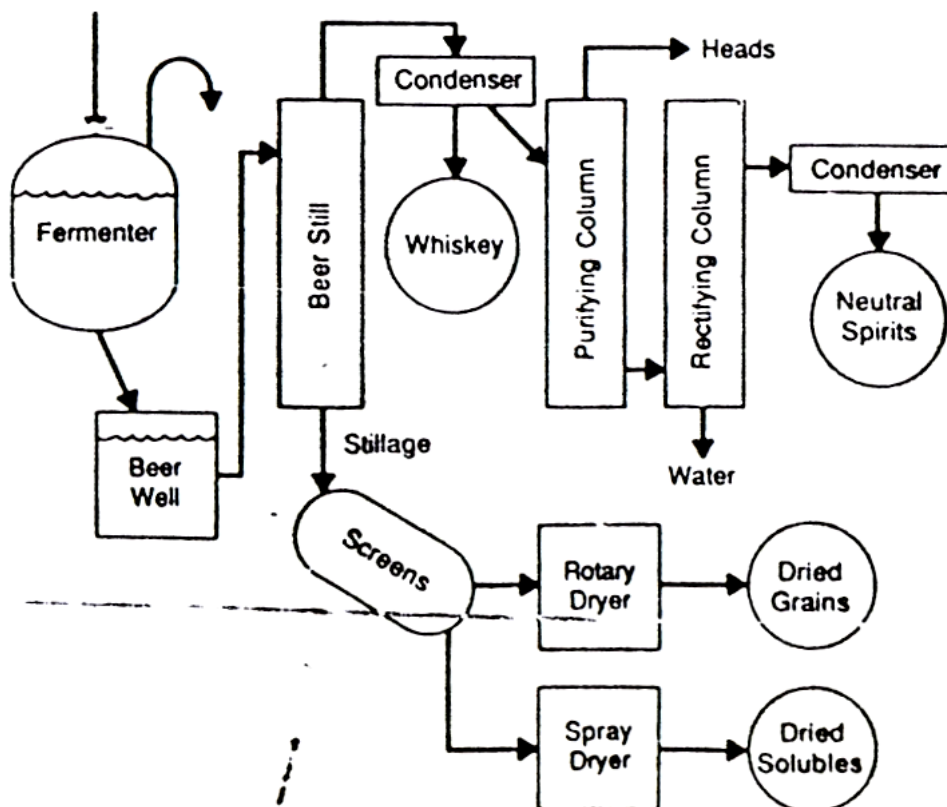 Heads
Condenser
Fermenter
Beer Still
Whiskey
Purifying Column
Rectifying Column
Condenser
Neutral
Spirits
Beer
Well
Stillage
Water
Screens
Rotary
Dryer
Dried
Grains
Spray
Dryer
Dried
Solubles